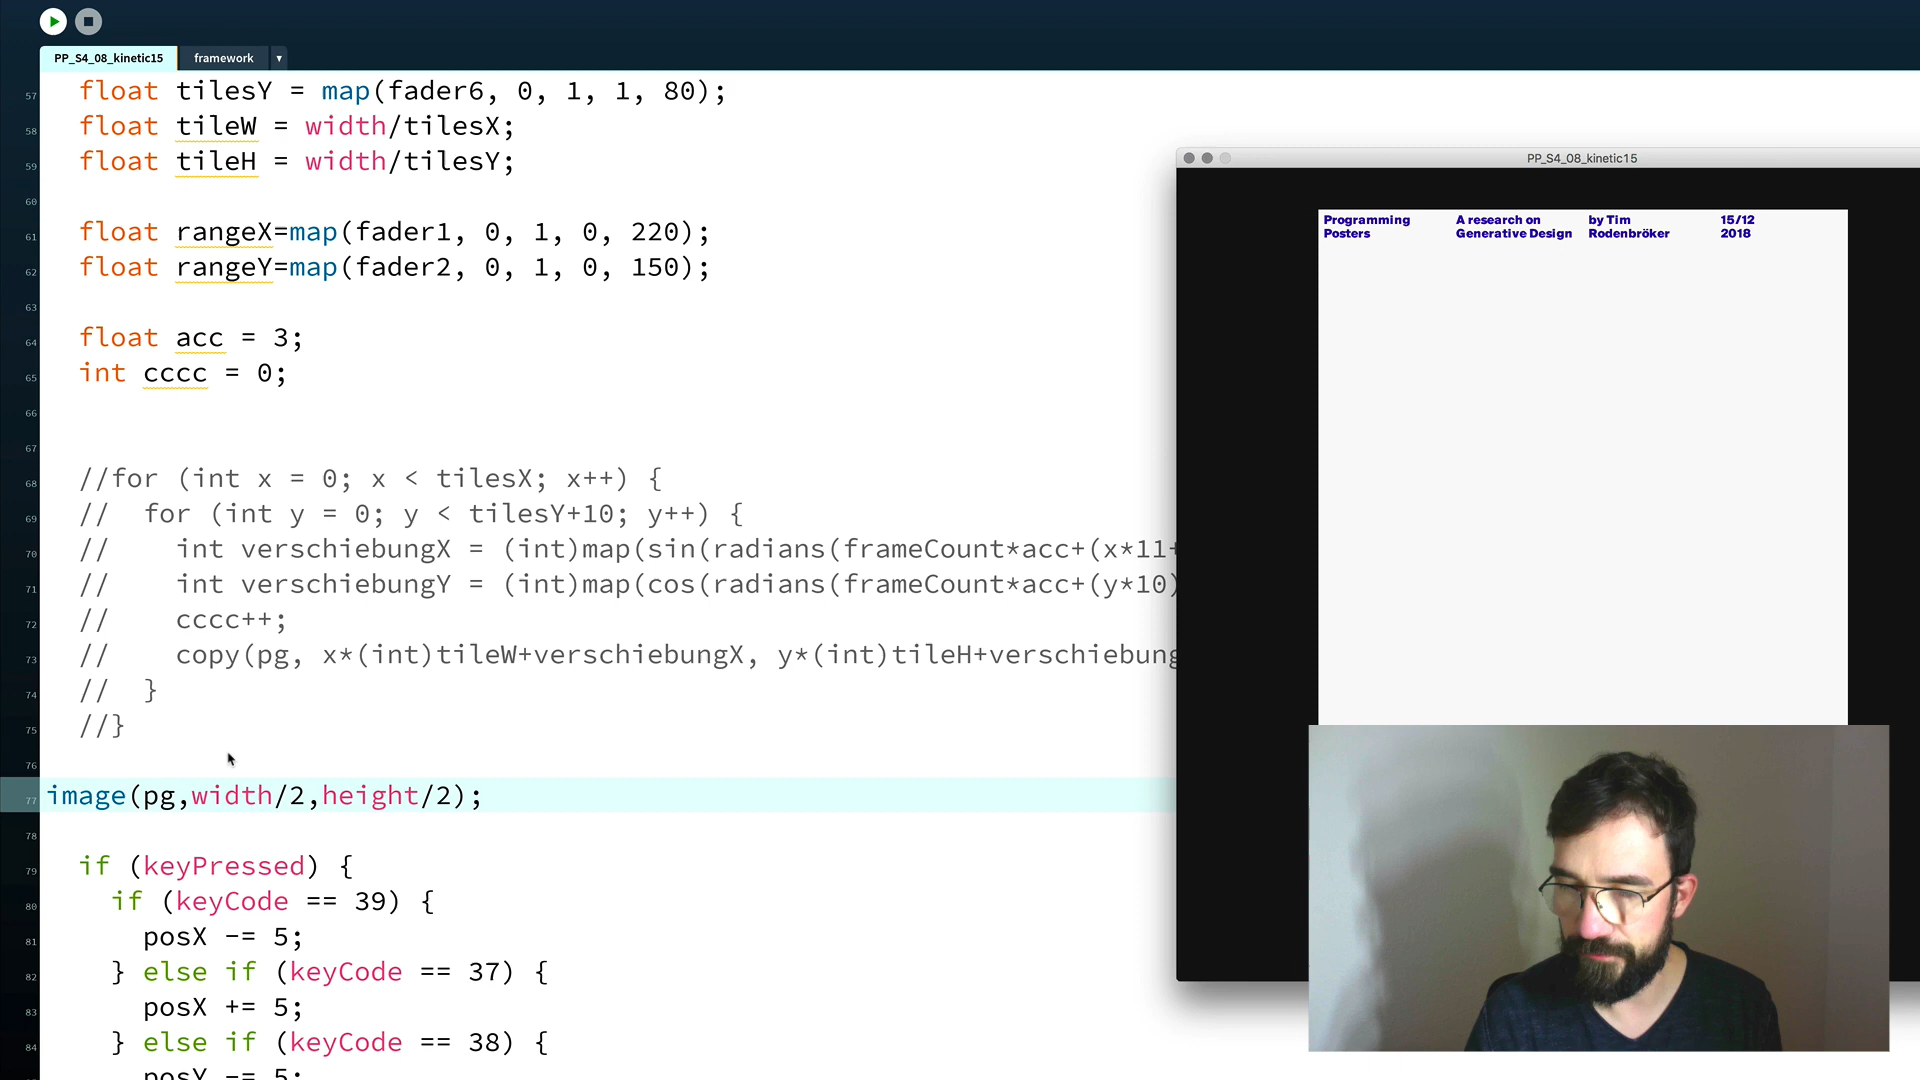 PP_S4_08_kinetic15
framework
57 float tilesY = map(fader6, 0, 1, 1, 80);
58 float tileW = width/tilesX;
59 float tileH = width/tilesY;
60
61 float rangeX=map(fader1, 0, 1, 0, 220);
62 float rangeY=map(fader2, 0, 1, 0, 150);
63
64 float acc = 3;
65 int cccc = 0;
66
67
68 //for (int x = 0; x < tilesX; x++) {
69 //  for (int y = 0; y < tilesY+10; y++) {
70 //    int verschiebungX = (int)map(sin(radians(frameCount*acc+(x*11+
71 //    int verschiebungY = (int)map(cos(radians(frameCount*acc+(y*10)
72 //    cccc++;
73 //    copy(pg, x*(int)tileW+verschiebungX, y*(int)tileH+verschiebung
74 //  }
75 //}
76
77 image(pg,width/2,height/2);
78
79 if (keyPressed) {
80 if (keyCode == 39) {
81 posX -= 5;
82 } else if (keyCode == 37) {
83 posX += 5;
84 } else if (keyCode == 38) {
posY -= 5;
PP_S4_08_kinetic15
Programming
Posters
A research on
Generative Design
by Tim
Rodenbröker
15/12
2018